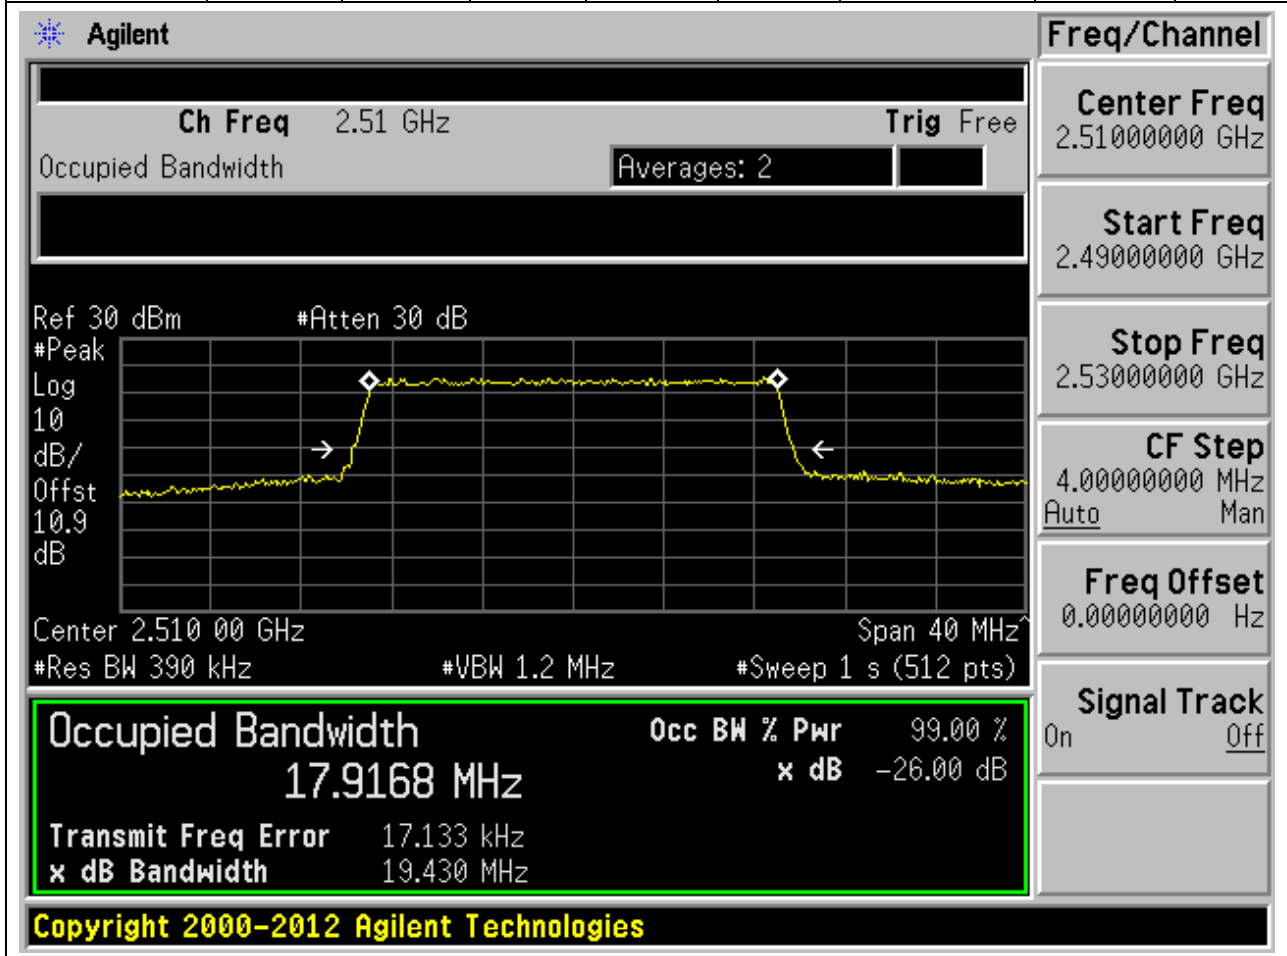 Agilent
Ch Freq 2.51 GHz Trig Free
Occupied Bandwidth Averages: 2
Ref 30 dBm #Atten 30 dB
#Peak
Log
10
dB/
Offst
10.9
dB
Center 2.510 00 GHz Span 40 MHz^
#Res BW 390 kHz #VBW 1.2 MHz #Sweep 1 s (512 pts)
Occupied Bandwidth
17.9168 MHz
Occ BW % Pwr 99.00 %
x dB -26.00 dB
Transmit Freq Error 17.133 kHz
x dB Bandwidth 19.430 MHz
Copyright 2000-2012 Agilent Technologies
Freq/Channel
Center Freq
2.51000000 GHz
Start Freq
2.49000000 GHz
Stop Freq
2.53000000 GHz
CF Step
4.00000000 MHz
Auto Man
Freq Offset
0.00000000 Hz
Signal Track
On Off